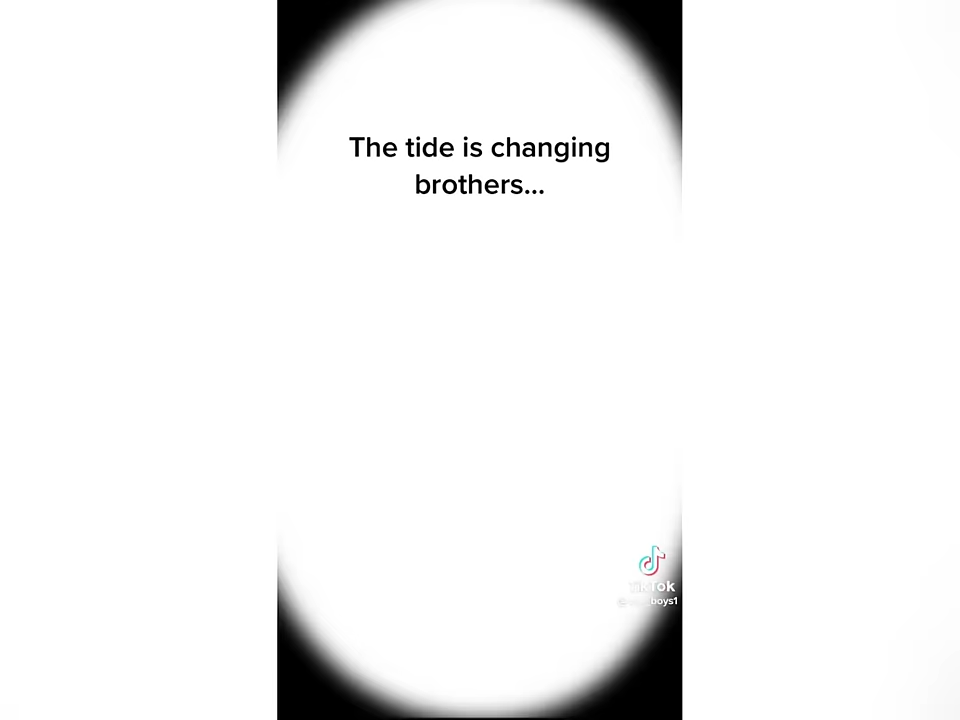 The tide is changing
brothers...
TikTok